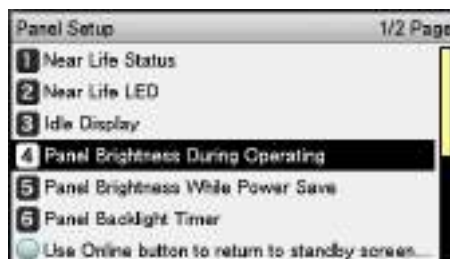 Panel Setup 1/2 Page
1 Near Life Status
2 Near Life LED
3 Idle Display
4 Panel Brightness During Operating
5 Panel Brightness While Power Save
6 Panel Backlight Timer
Use Online button to return to standby screen...